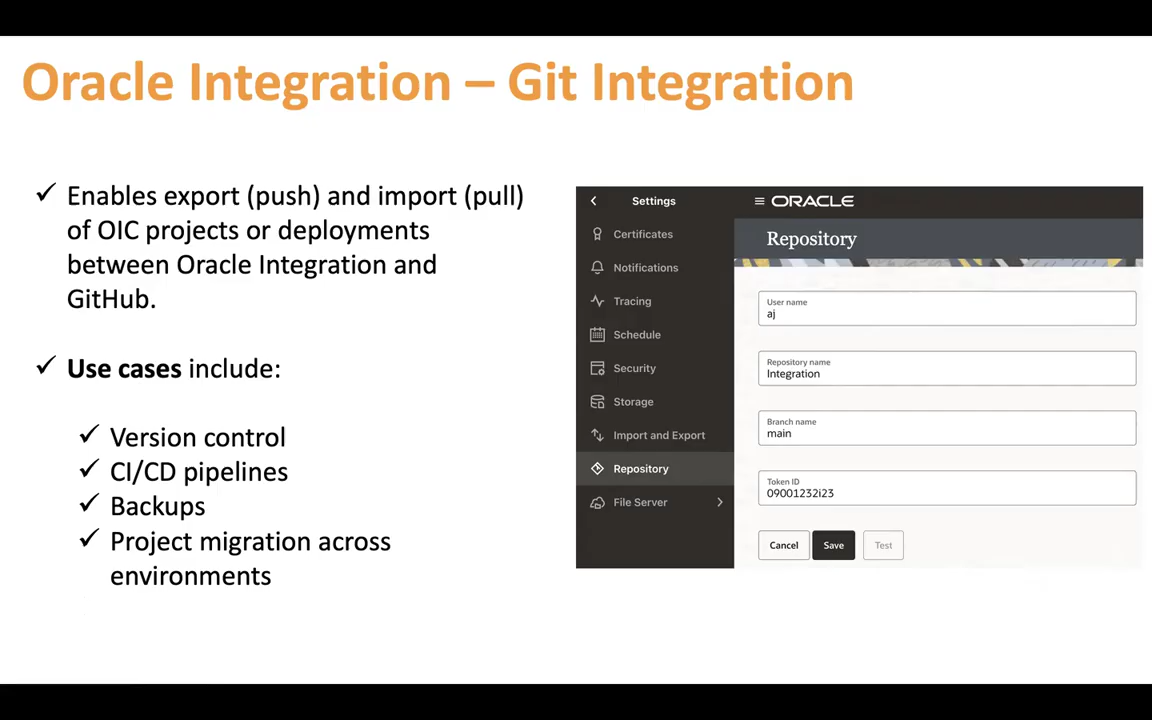 Oracle Integration – Git Integration
Enables export (push) and import (pull)
of OIC projects or deployments
between Oracle Integration and
GitHub.
Use cases include:
Version control
CI/CD pipelines
Backups
Project migration across
environments
Settings
Certificates
Notifications
Tracing
Schedule
Security
Storage
Import and Export
Repository
File Server
ORACLE
Repository
User name
aj
Repository name
Integration
Branch name
main
Token ID
09001232i23
Cancel Save Test